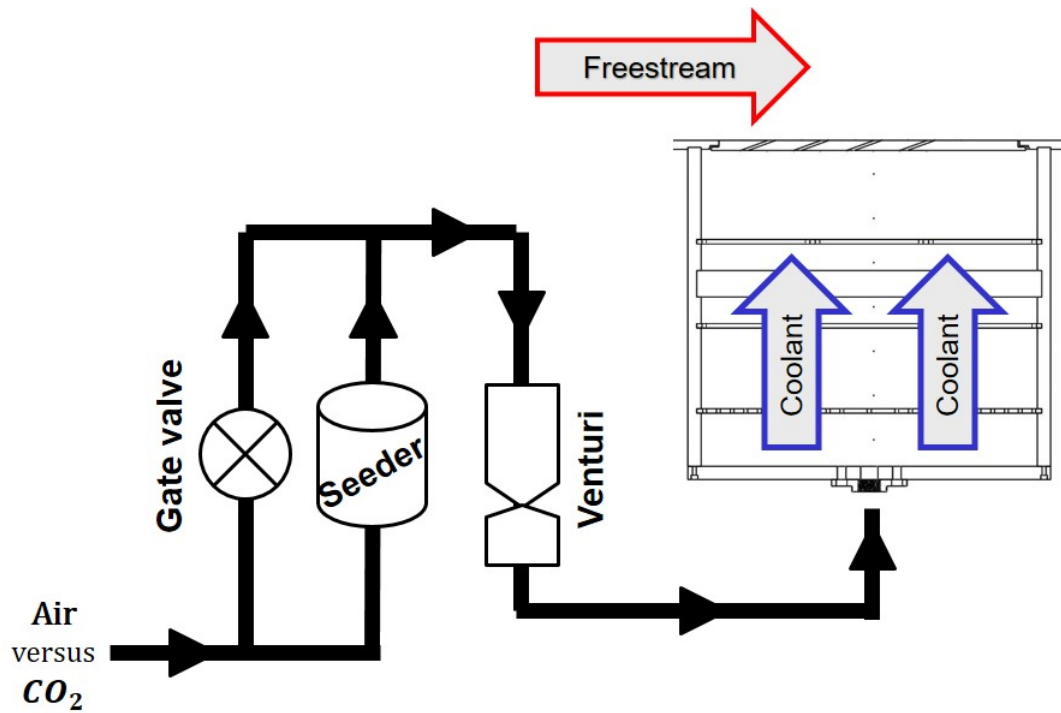 Freestream
Coolant
Coolant
Gate valve
Seeder
Venturi
Air
versus
CO₂